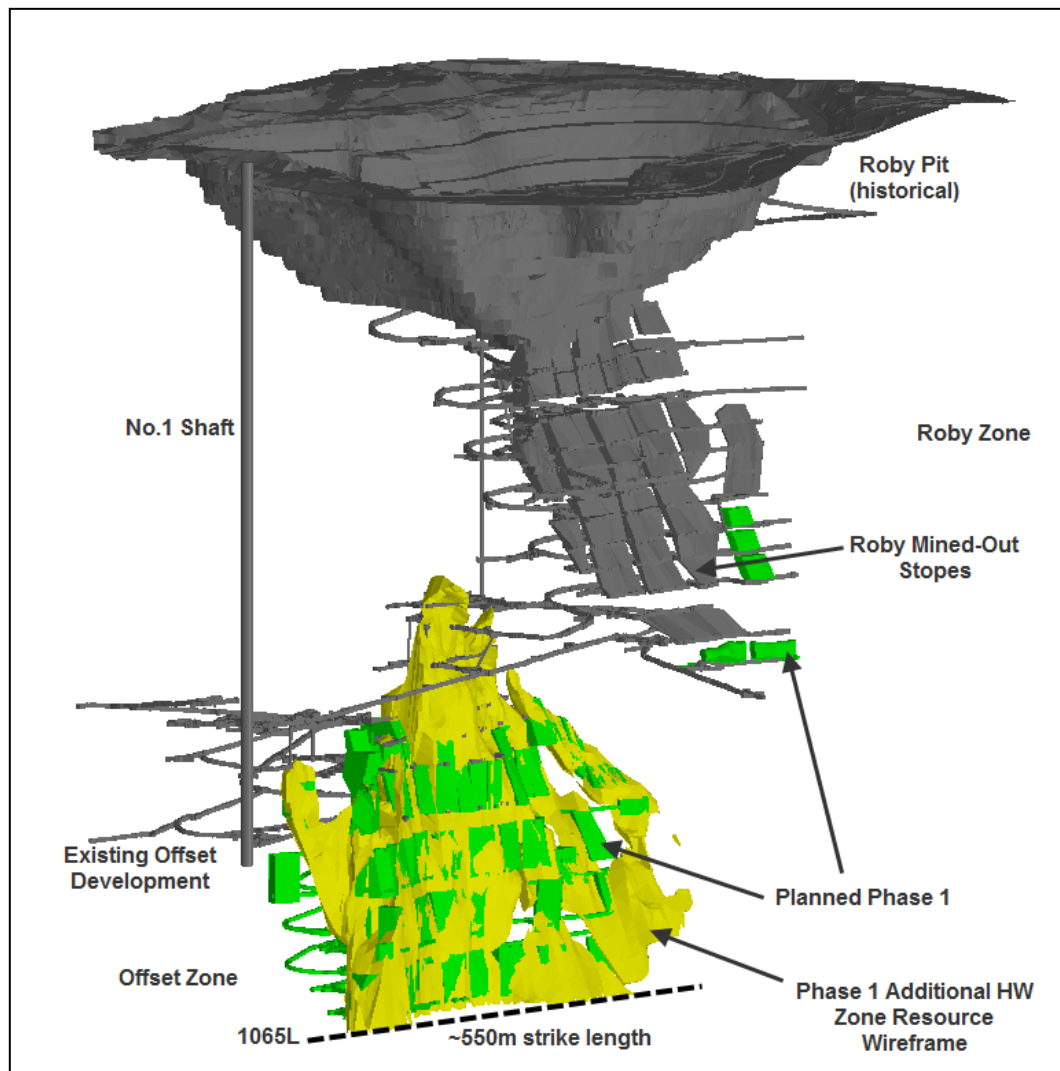 Roby Pit
(historical)
No.1 Shaft
Roby Zone
Roby Mined-Out
Stopes
Existing Offset
Development
Planned Phase 1
Offset Zone
Phase 1 Additional HW
Zone Resource
Wireframe
1065L
~550m strike length